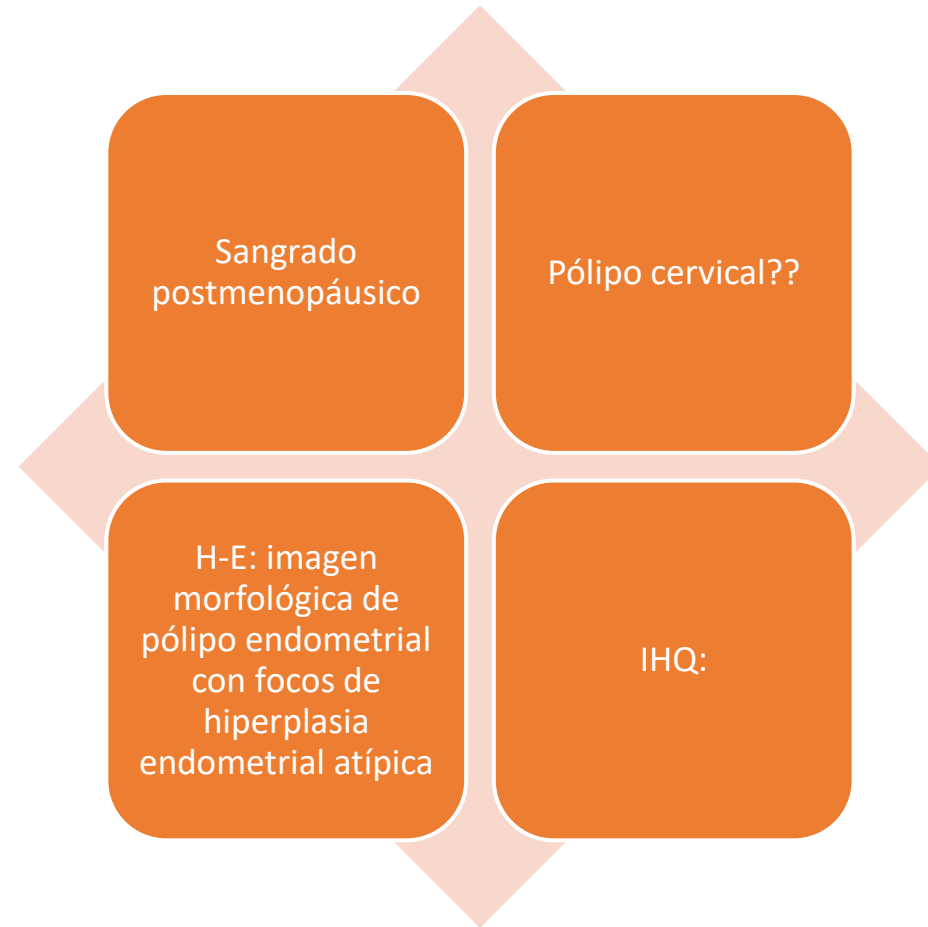 Sangrado
postmenopáusico
Pólipo cervical??
H-E: imagen
morfológica de
pólipo endometrial
con focos de
hiperplasia
endometrial atípica
IHQ: